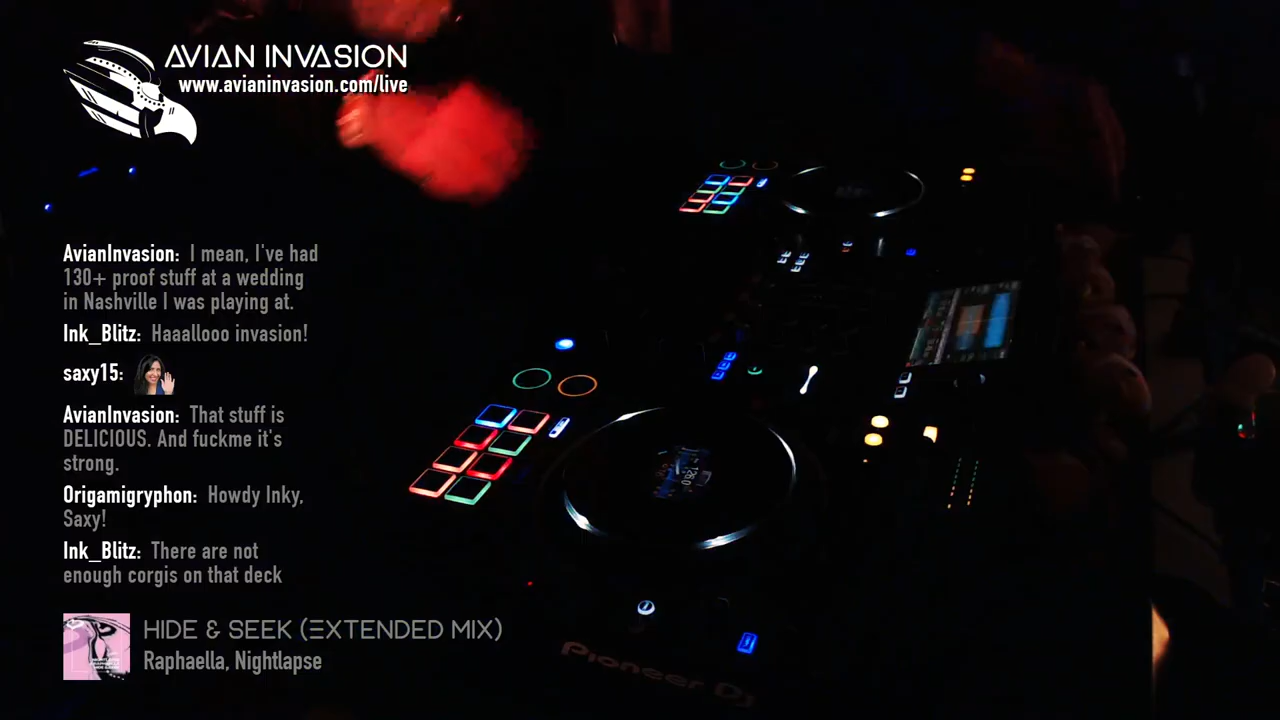 AVIAN INVASION
www.avianinvasion.com/live
AvianInvasion: I mean, I've had
130+ proof stuff at a wedding
in Nashville I was playing at.
Ink_Blitz: Haaallooo invasion!
saxy15:
AvianInvasion: That stuff is
DELICIOUS. And fuckme it's
strong.
Origamigryphon: Howdy Inky,
Saxy!
Ink_Blitz: There are not
enough corgis on that deck
HIDE & SEEK (EXTENDED MIX)
Raphaella, Nightlapse
Pioneer DJ